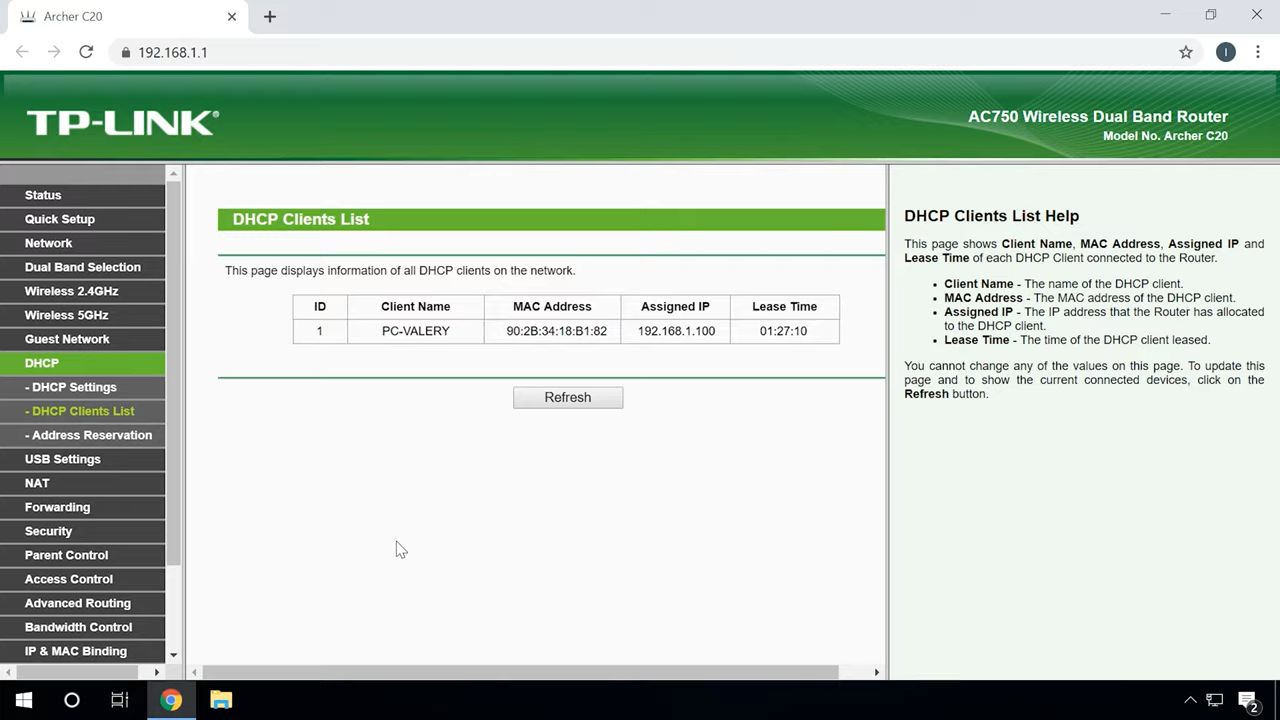 Archer C20
192.168.1.1
I
TP-LINK®
AC750 Wireless Dual Band Router
Model No. Archer C20
Status
Quick Setup
Network
Dual Band Selection
Wireless 2.4GHz
Wireless 5GHz
Guest Network
DHCP
- DHCP Settings
- DHCP Clients List
- Address Reservation
USB Settings
NAT
Forwarding
Security
Parent Control
Access Control
Advanced Routing
Bandwidth Control
IP & MAC Binding
DHCP Clients List
This page displays information of all DHCP clients on the network.
ID Client Name MAC Address Assigned IP Lease Time
1 PC-VALERY 90:2B:34:18:B1:82 192.168.1.100 01:27:10
Refresh
DHCP Clients List Help
This page shows Client Name, MAC Address, Assigned IP and
Lease Time of each DHCP Client connected to the Router.
• Client Name - The name of the DHCP client.
• MAC Address - The MAC address of the DHCP client.
• Assigned IP - The IP address that the Router has allocated
to the DHCP client.
• Lease Time - The time of the DHCP client leased.
You cannot change any of the values on this page. To update this
page and to show the current connected devices, click on the
Refresh button.
2